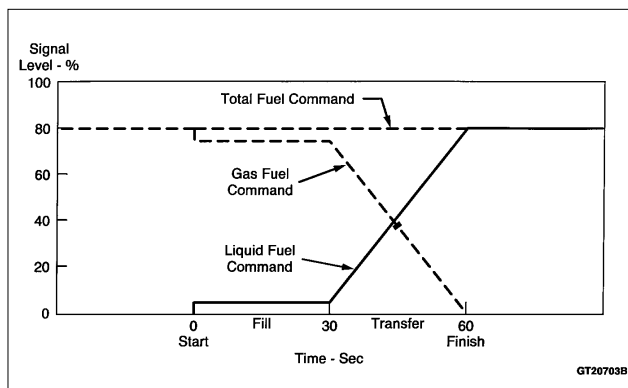 Signal
Level - %
100
80
60
40
20
0
Total Fuel Command
Gas Fuel
Command
Liquid Fuel
Command
0 Fill 30 Transfer 60
Start Finish
Time - Sec
GT20703B